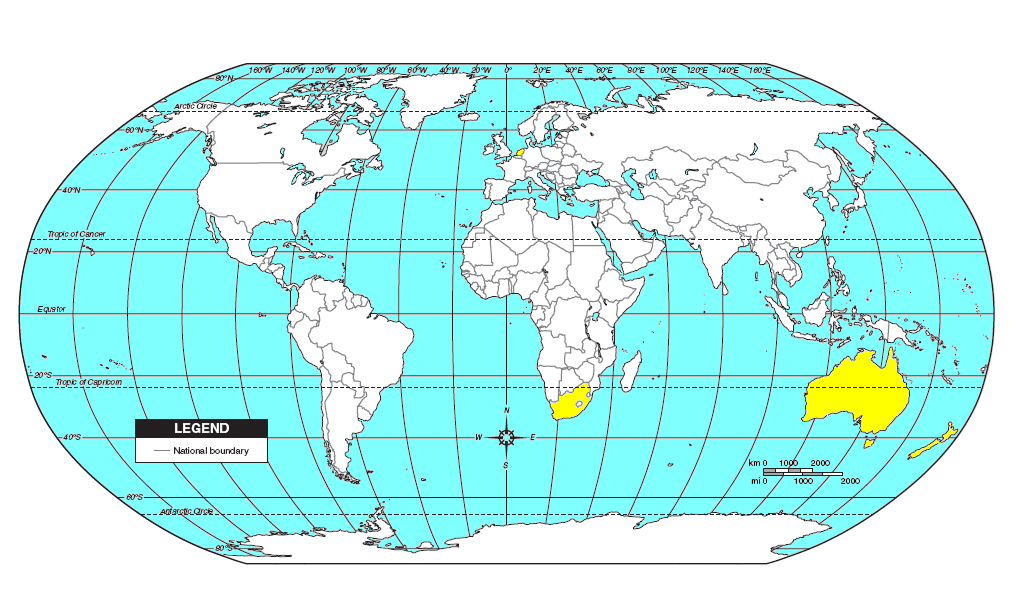 160°W 140°W 120°W 100°W 80°W 60°W 40°W 20°W 0° 20°E 40°E 60°E 80°E 100°E 120°E 140°E 160°E
80°N
Arctic Circle
60°N
40°N
Tropic of Cancer
20°N
Equator
20°S
Tropic of Capricorn
N
W E
S
LEGEND
National boundary
40°S
km 0 1000 2000
mi 0 1000 2000
60°S
Antarctic Circle
80°S